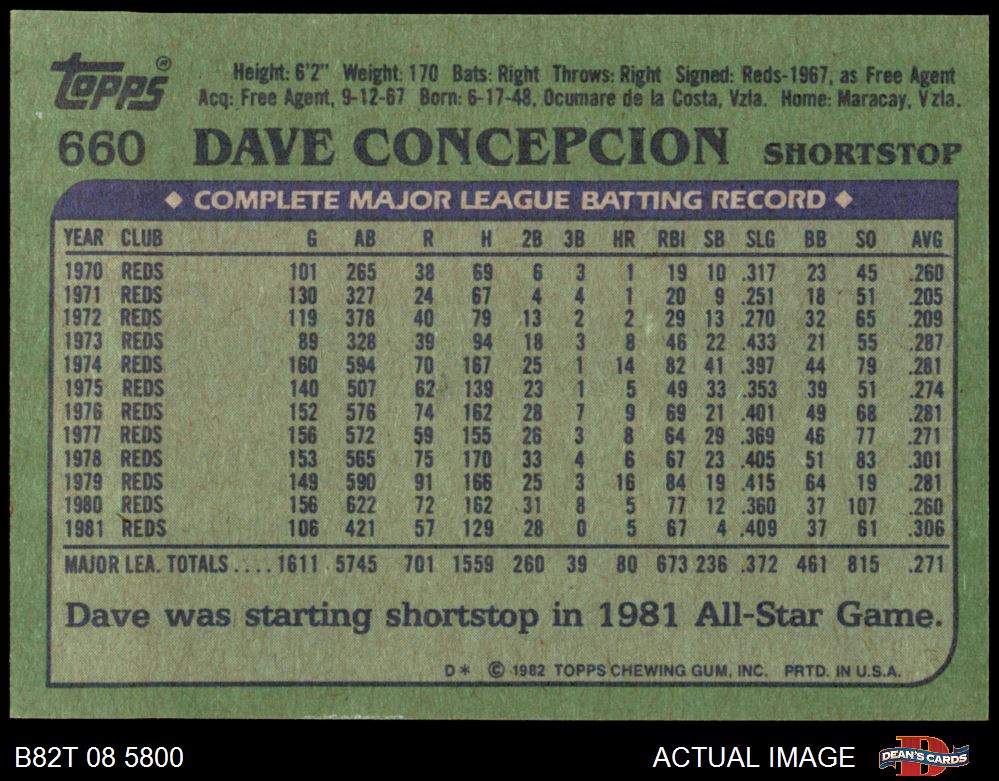 Topps®
Height: 6'2" Weight: 170 Bats: Right Throws: Right Signed: Reds-1967, as Free Agent
Acq: Free Agent, 9-12-67 Born: 6-17-48, Ocumare de la Costa, Vzla. Home: Maracay, Vzla.
660 DAVE CONCEPCION SHORTSTOP
◆ COMPLETE MAJOR LEAGUE BATTING RECORD ◆
YEAR CLUB G AB R H 2B 3B HR RBI SB SLG BB SO AVG
1970 REDS 101 265 38 69 6 3 1 19 10 .317 23 45 .260
1971 REDS 130 327 24 67 4 4 1 20 9 .251 18 51 .205
1972 REDS 119 378 40 79 13 2 2 29 13 .270 32 65 .209
1973 REDS 89 328 39 94 18 3 8 46 22 .433 21 55 .287
1974 REDS 160 594 70 167 25 1 14 82 41 .397 44 79 .281
1975 REDS 140 507 62 139 23 1 5 49 33 .353 39 51 .274
1976 REDS 152 576 74 162 28 7 9 69 21 .401 49 68 .281
1977 REDS 156 572 59 155 26 3 8 64 29 .369 46 77 .271
1978 REDS 153 565 75 170 33 4 6 67 23 .405 51 83 .301
1979 REDS 149 590 91 166 25 3 16 84 19 .415 64 19 .281
1980 REDS 156 622 72 162 31 8 5 77 12 .360 37 107 .260
1981 REDS 106 421 57 129 28 0 5 67 4 .409 37 61 .306
MAJOR LEA. TOTALS....1611 5745 701 1559 260 39 80 673 236 .372 461 815 .271
Dave was starting shortstop in 1981 All-Star Game.
D* © 1982 TOPPS CHEWING GUM, INC. PRTD. IN U.S.A.
B82T 08 5800 ACTUAL IMAGE DEAN'S CARDS